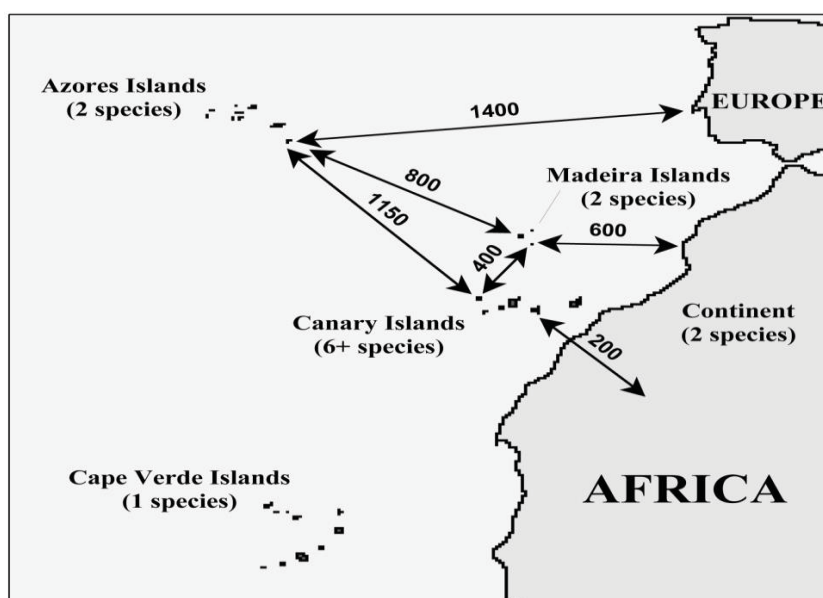 Azores Islands
(2 species)
1400
EUROPE
800
1150
Madeira Islands
(2 species)
600
400
Canary Islands
(6+ species)
Continent
(2 species)
200
Cape Verde Islands
(1 species)
AFRICA